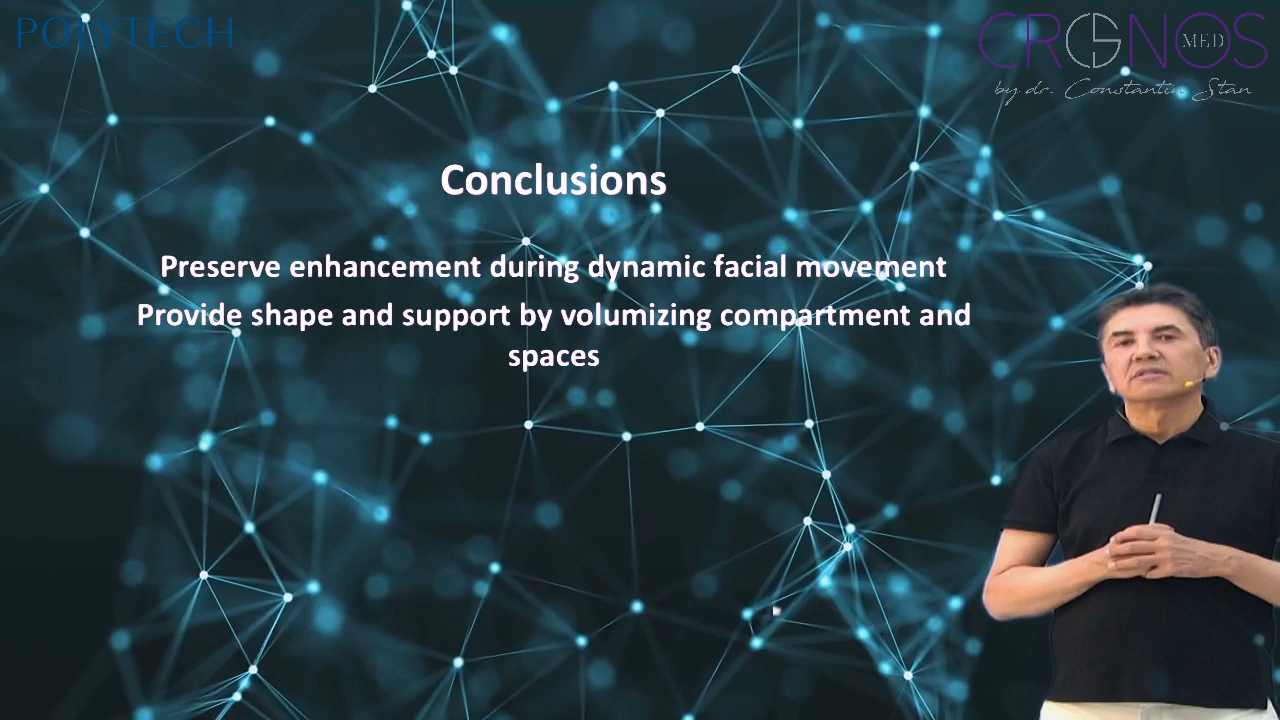 POLYTECH
CRONOS
MED
by dr. Constantin Stan
Conclusions
Preserve enhancement during dynamic facial movement
Provide shape and support by volumizing compartment and
spaces